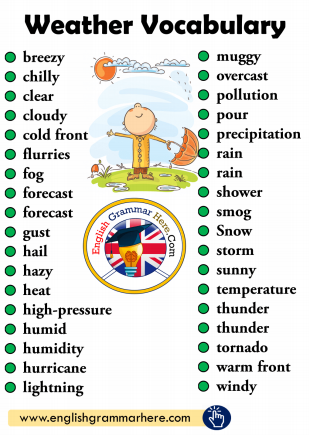 Weather Vocabulary
breezy
chilly
clear
cloudy
cold front
flurries
fog
forecast
forecast
gust
hail
hazy
heat
high-pressure
humid
humidity
hurricane
lightning
muggy
overcast
pollution
pour
precipitation
rain
rain
shower
smog
Snow
storm
sunny
temperature
thunder
thunder
tornado
warm front
windy
English Grammar Here.Com
www.englishgrammarhere.com